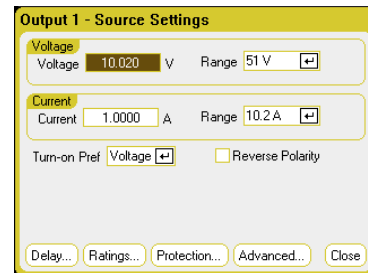 Output 1 - Source Settings
Voltage
Voltage 10.020 V Range 51 V
Current
Current 1.0000 A Range 10.2 A
Turn-on Pref Voltage Reverse Polarity
Delay... Ratings... Protection... Advanced... Close